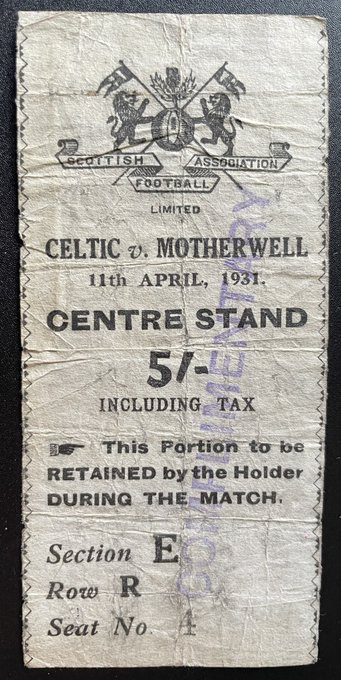 SCOTTISH ASSOCIATION
FOOTBALL
LIMITED
CELTIC v. MOTHERWELL
11th APRIL, 1931.
CENTRE STAND
5/-
INCLUDING TAX
☛ This Portion to be
RETAINED by the Holder
DURING THE MATCH.
Section E
Row R
Seat No. 4
COMPLIMENTARY